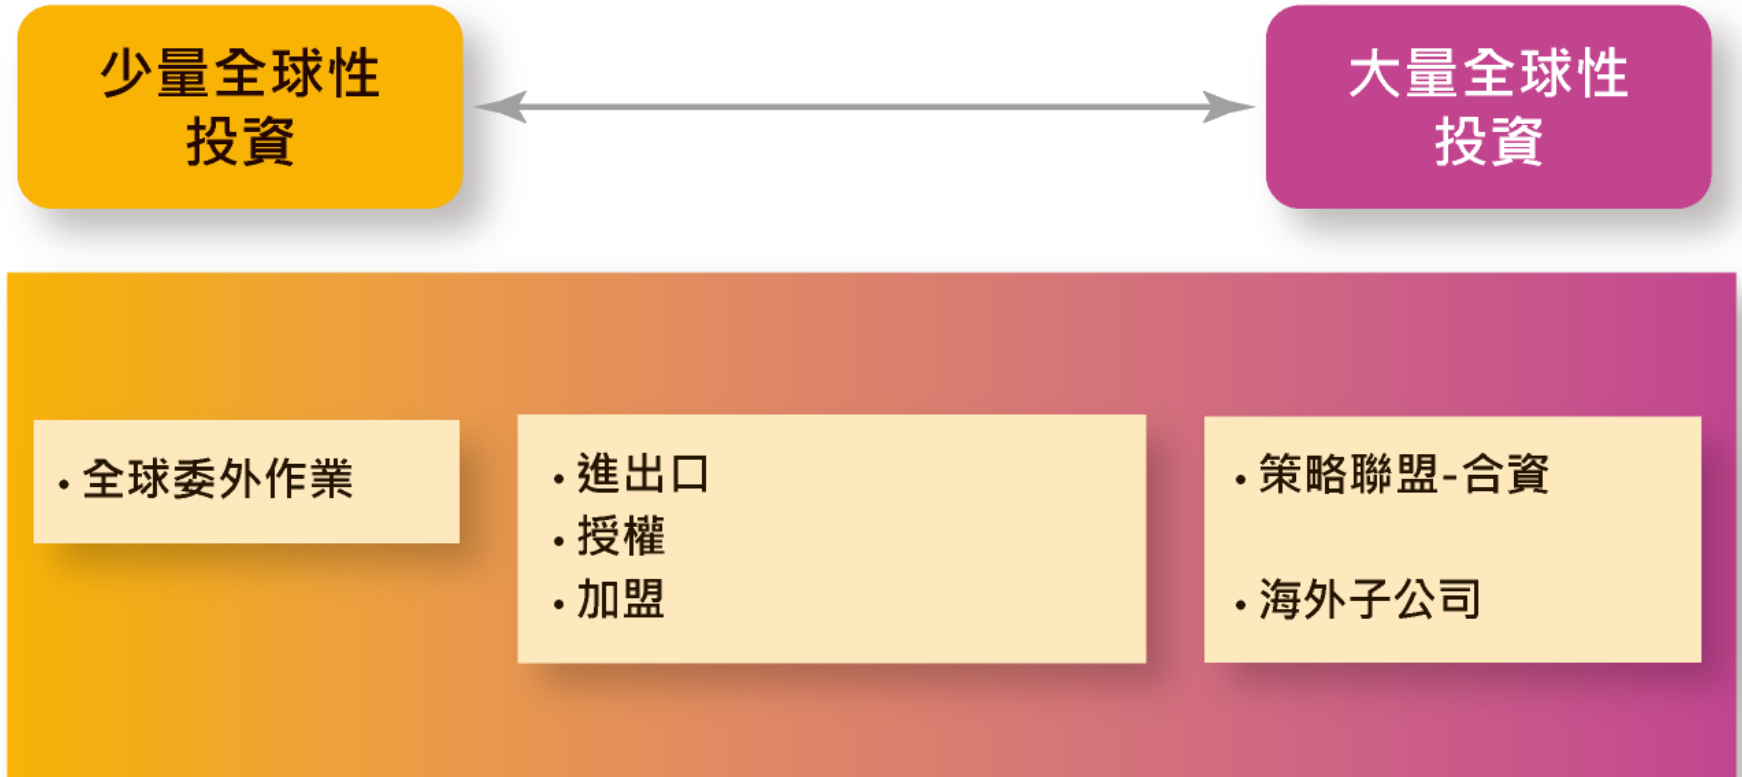 少量全球性
投資
大量全球性
投資
• 全球委外作業
• 進出口
• 授權
• 加盟
• 策略聯盟-合資
• 海外子公司